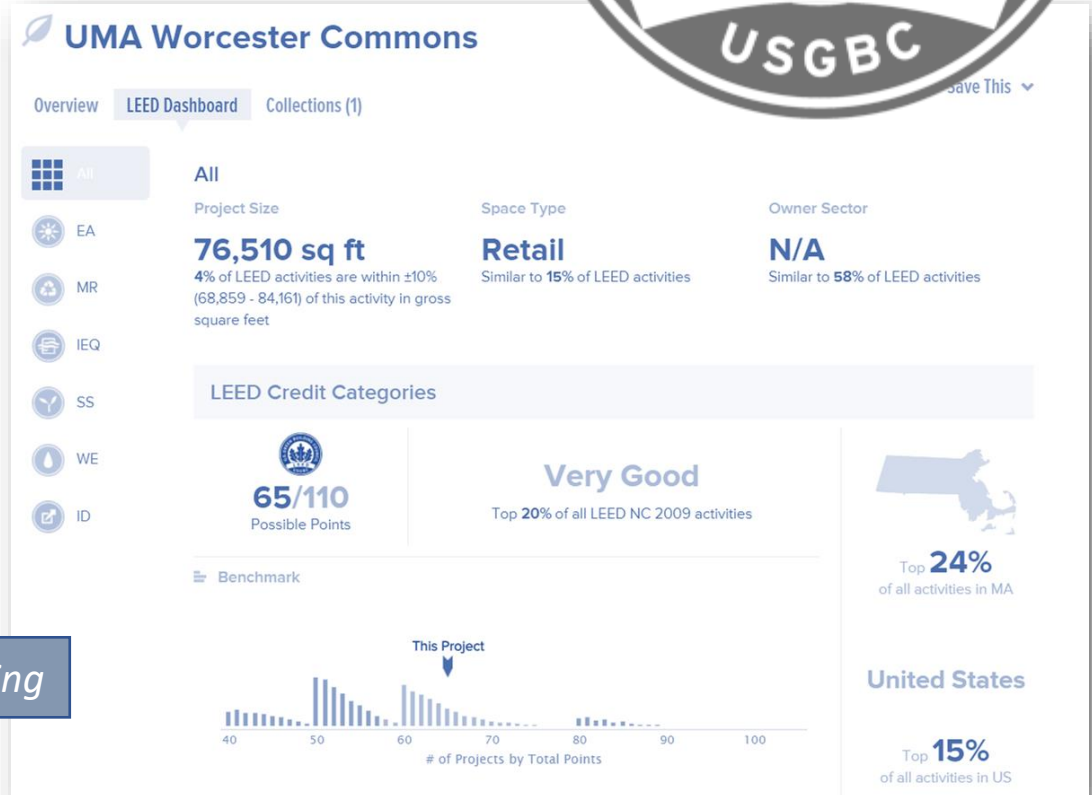 USGBC
UMA Worcester Commons
Save This
Overview LEED Dashboard Collections (1)
All
All
Project Size Space Type Owner Sector
76,510 sq ft Retail N/A
4% of LEED activities are within ±10% Similar to 15% of LEED activities Similar to 58% of LEED activities
(68,859 - 84,161) of this activity in gross
square feet
EA
MR
IEQ
SS
WE
ID
LEED Credit Categories
65/110
Possible Points
Very Good
Top 20% of all LEED NC 2009 activities
Top 24%
of all activities in MA
Benchmark
This Project
40 50 60 70 80 90 100
# of Projects by Total Points
United States
Top 15%
of all activities in US
ng